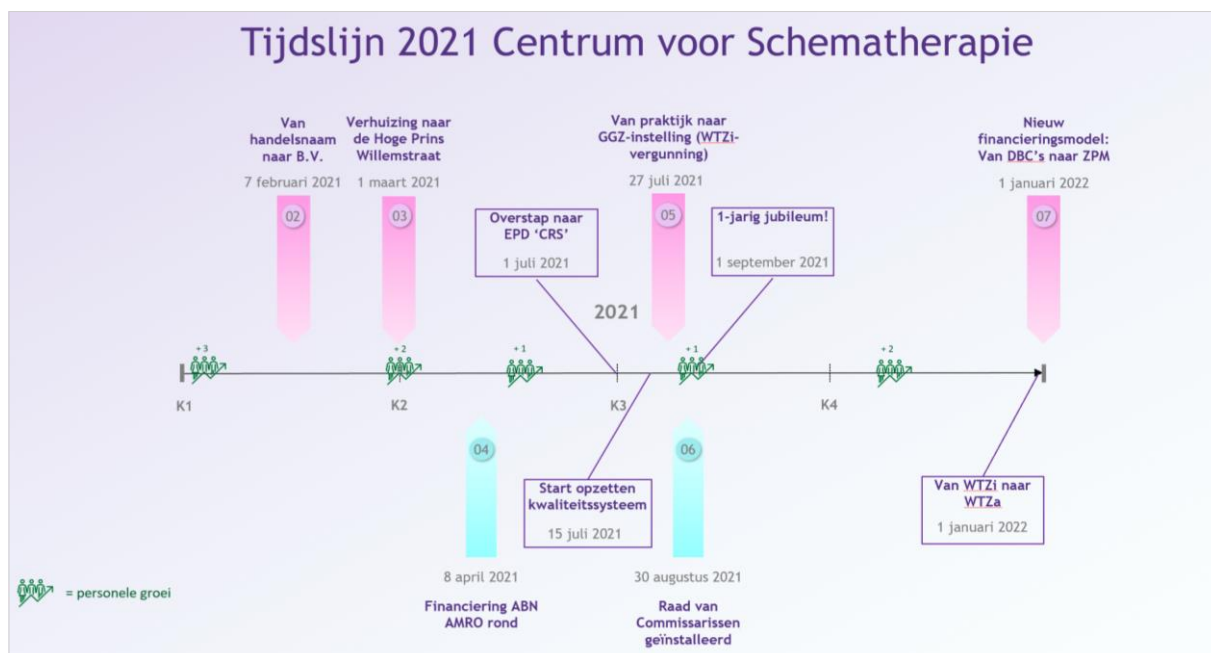 Tijdslijn 2021 Centrum voor Schematherapie
Van
handelsnaam
naar B.V.
7 februari 2021
02
Verhuizing naar
de Hoge Prins
Willemstraat
1 maart 2021
03
Overstap naar
EPD ‘CRS’
1 juli 2021
Van praktijk naar
GGZ-instelling (WTZi-
vergunning)
27 juli 2021
05
1-jarig jubileum!
1 september 2021
Nieuw
financieringsmodel:
Van DBC’s naar ZPM
1 januari 2022
07
2021
+ 3
+ 2
+ 1
+ 1
+ 2
K1
K2
K3
K4
04
8 april 2021
Financiering ABN
AMRO rond
Start opzetten
kwaliteitssysteem
15 juli 2021
06
30 augustus 2021
Raad van
Commissarissen
geïnstalleerd
Van WTZi naar
WTZa
1 januari 2022
= personele groei